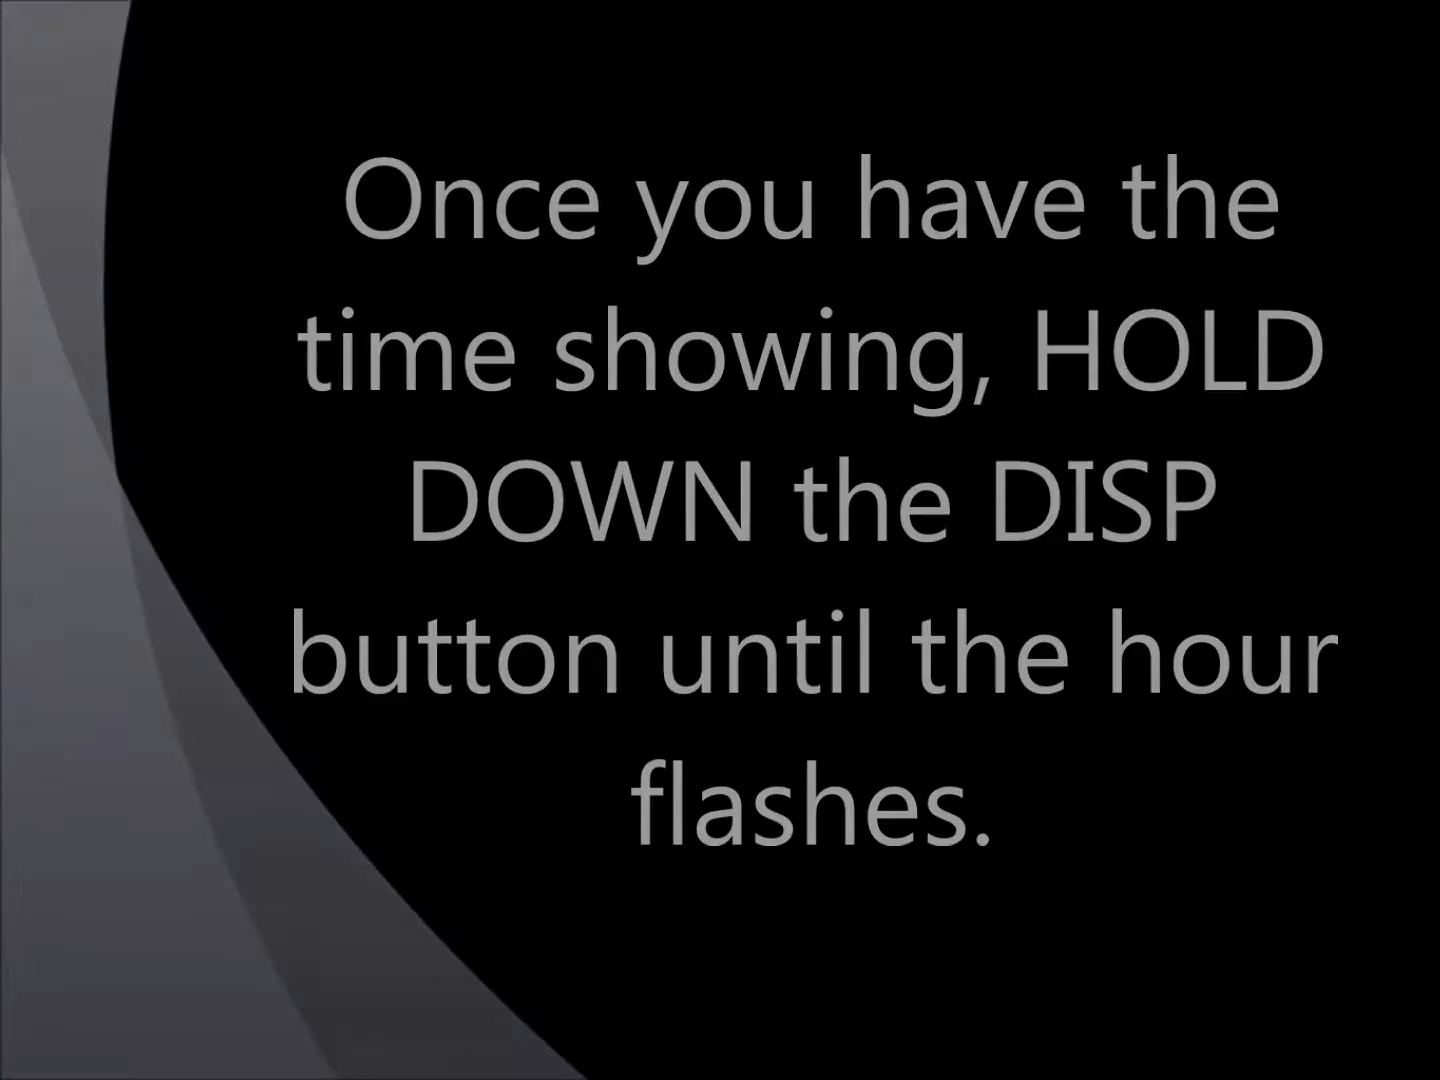 Once you have the
time showing, HOLD
DOWN the DISP
button until the hour
flashes.